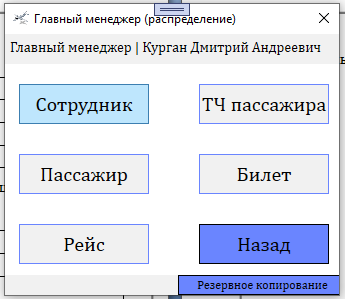 Главный менеджер (распределение)
Главный менеджер | Курган Дмитрий Андреевич
Сотрудник
ТЧ пассажира
Пассажир
Билет
Рейс
Назад
Резервное копирование